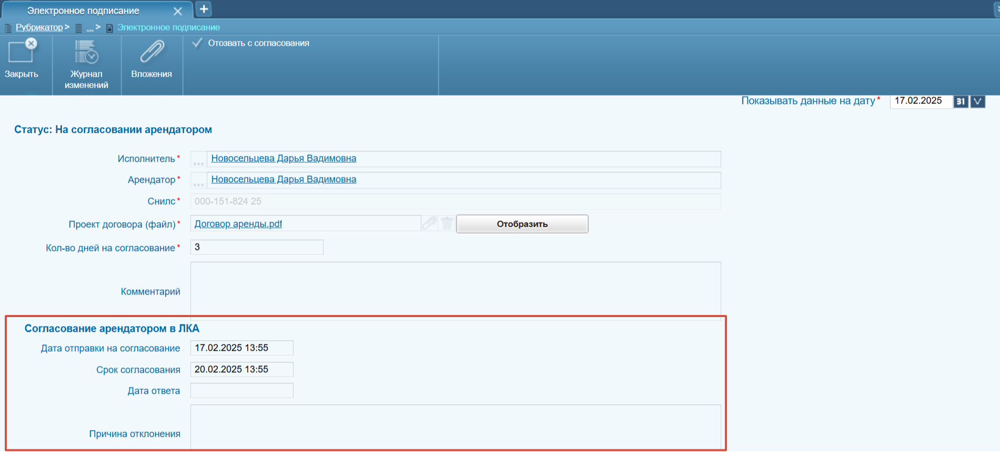 Электронное подписание
Рубрикатор> ...> Электронное подписание
Закрыть
Журнал изменений
Вложения
Отозвать с согласования
Показывать данные на дату* 17.02.2025 31
Статус: На согласовании арендатором
Исполнитель* ... Новосельцева Дарья Вадимовна
Арендатор* ... Новосельцева Дарья Вадимовна
Снилс* 000-151-824 25
Проект договора (файл)* Договор аренды.pdf Отобразить
Кол-во дней на согласование* 3
Комментарий
Согласование арендатором в ЛКА
Дата отправки на согласование 17.02.2025 13:55
Срок согласования 20.02.2025 13:55
Дата ответа
Причина отклонения